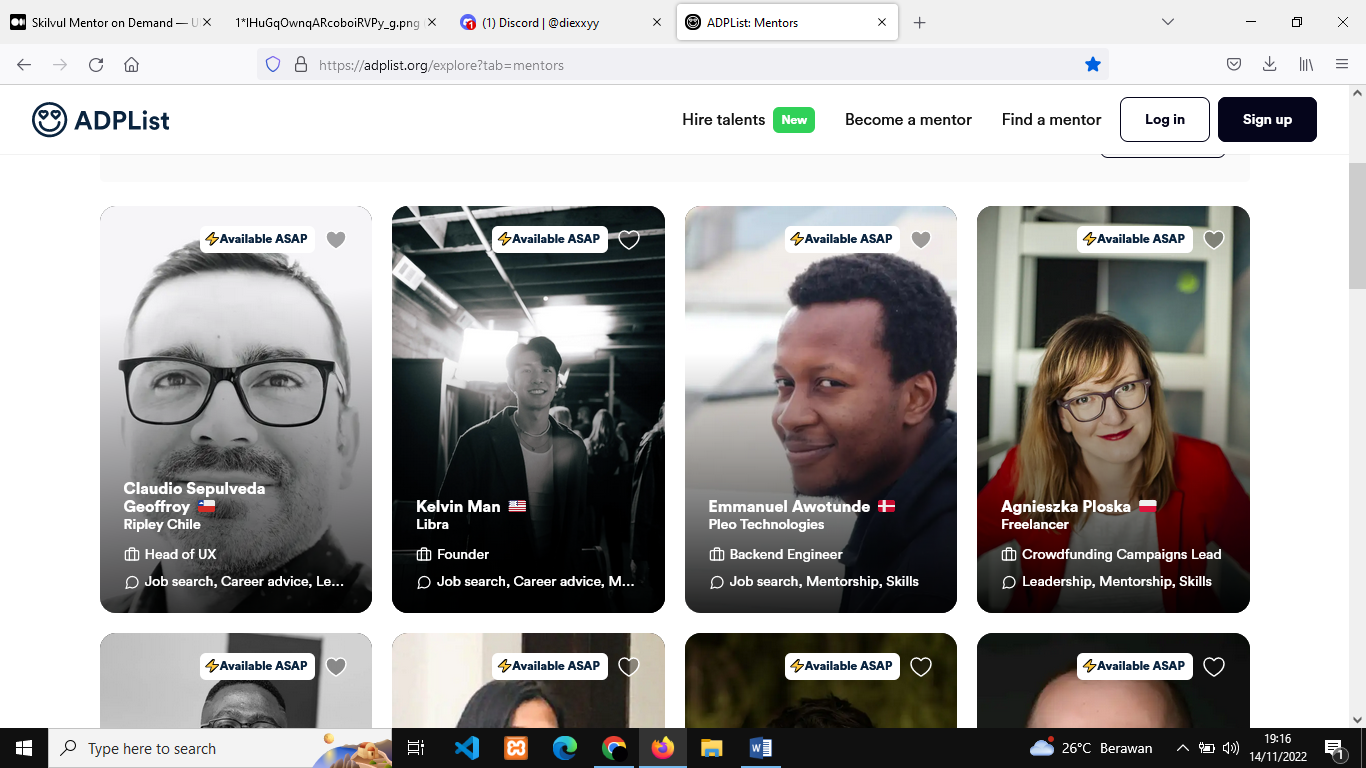 Skilvul Mentor on Demand — U
1*lHuGqOwnqARcoboiRVPy_g.png
(1) Discord | @diexxyy
ADPList: Mentors
https://adplist.org/explore?tab=mentors
ADPList
Hire talents New
Become a mentor
Find a mentor
Log in
Sign up
Available ASAP
Claudio Sepulveda
Geoffroy
Ripley Chile
Head of UX
Job search, Career advice, Le...
Available ASAP
Kelvin Man
Libra
Founder
Job search, Career advice, M...
Available ASAP
Emmanuel Awotunde
Pleo Technologies
Backend Engineer
Job search, Mentorship, Skills
Available ASAP
Agnieszka Ploska
Freelancer
Crowdfunding Campaigns Lead
Leadership, Mentorship, Skills
Available ASAP
Available ASAP
Available ASAP
Available ASAP
Type here to search
26°C Berawan
19:16
14/11/2022
1